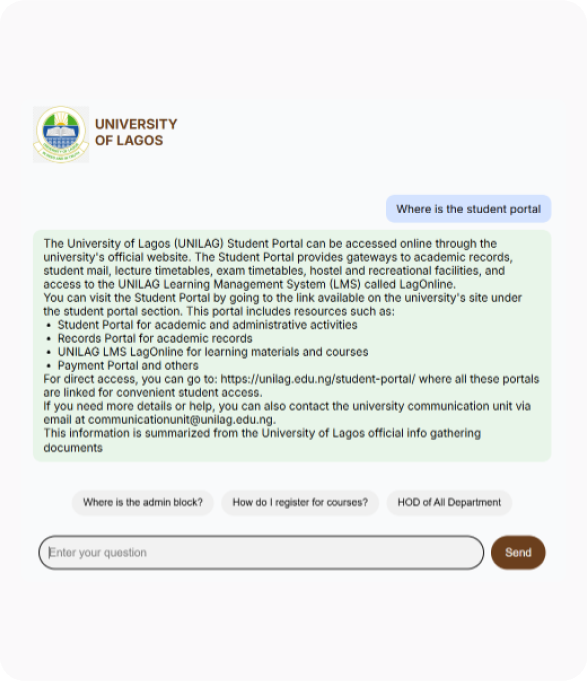 UNIVERSITY
OF LAGOS
Where is the student portal
The University of Lagos (UNILAG) Student Portal can be accessed online through the
university's official website. The Student Portal provides gateways to academic records,
student mail, lecture timetables, exam timetables, hostel and recreational facilities, and
access to the UNILAG Learning Management System (LMS) called LagOnline.
You can visit the Student Portal by going to the link available on the university's site under
the student portal section. This portal includes resources such as:
• Student Portal for academic and administrative activities
• Records Portal for academic records
• UNILAG LMS LagOnline for learning materials and courses
• Payment Portal and others
For direct access, you can go to: https://unilag.edu.ng/student-portal/ where all these portals
are linked for convenient student access.
If you need more details or help, you can also contact the university communication unit via
email at communicationunit@unilag.edu.ng.
This information is summarized from the University of Lagos official info gathering
documents
Where is the admin block? How do I register for courses? HOD of All Department
Enter your question Send